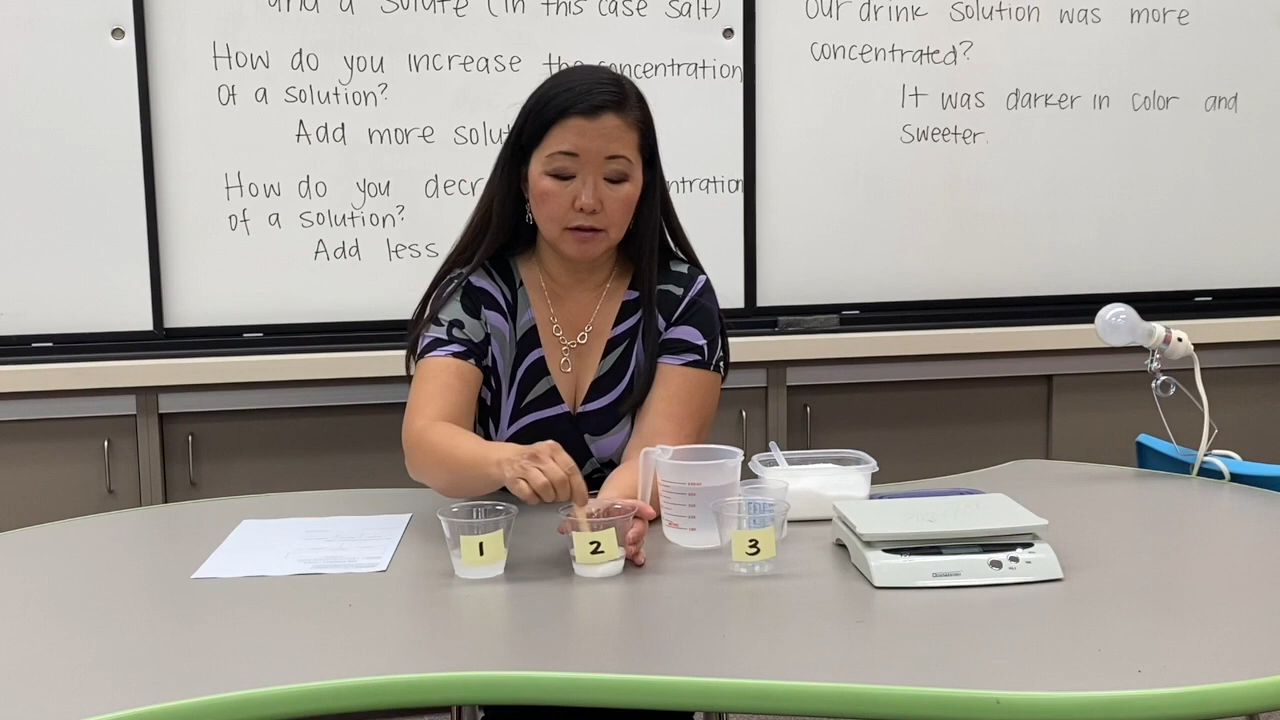 and a solute (in this case salt)
How do you increase the concentration
of a solution?
Add more solut
How do you decr ntration
of a solution?
Add less
Our drink solution was more
concentrated?
It was darker in color and
sweeter.
1
2
3